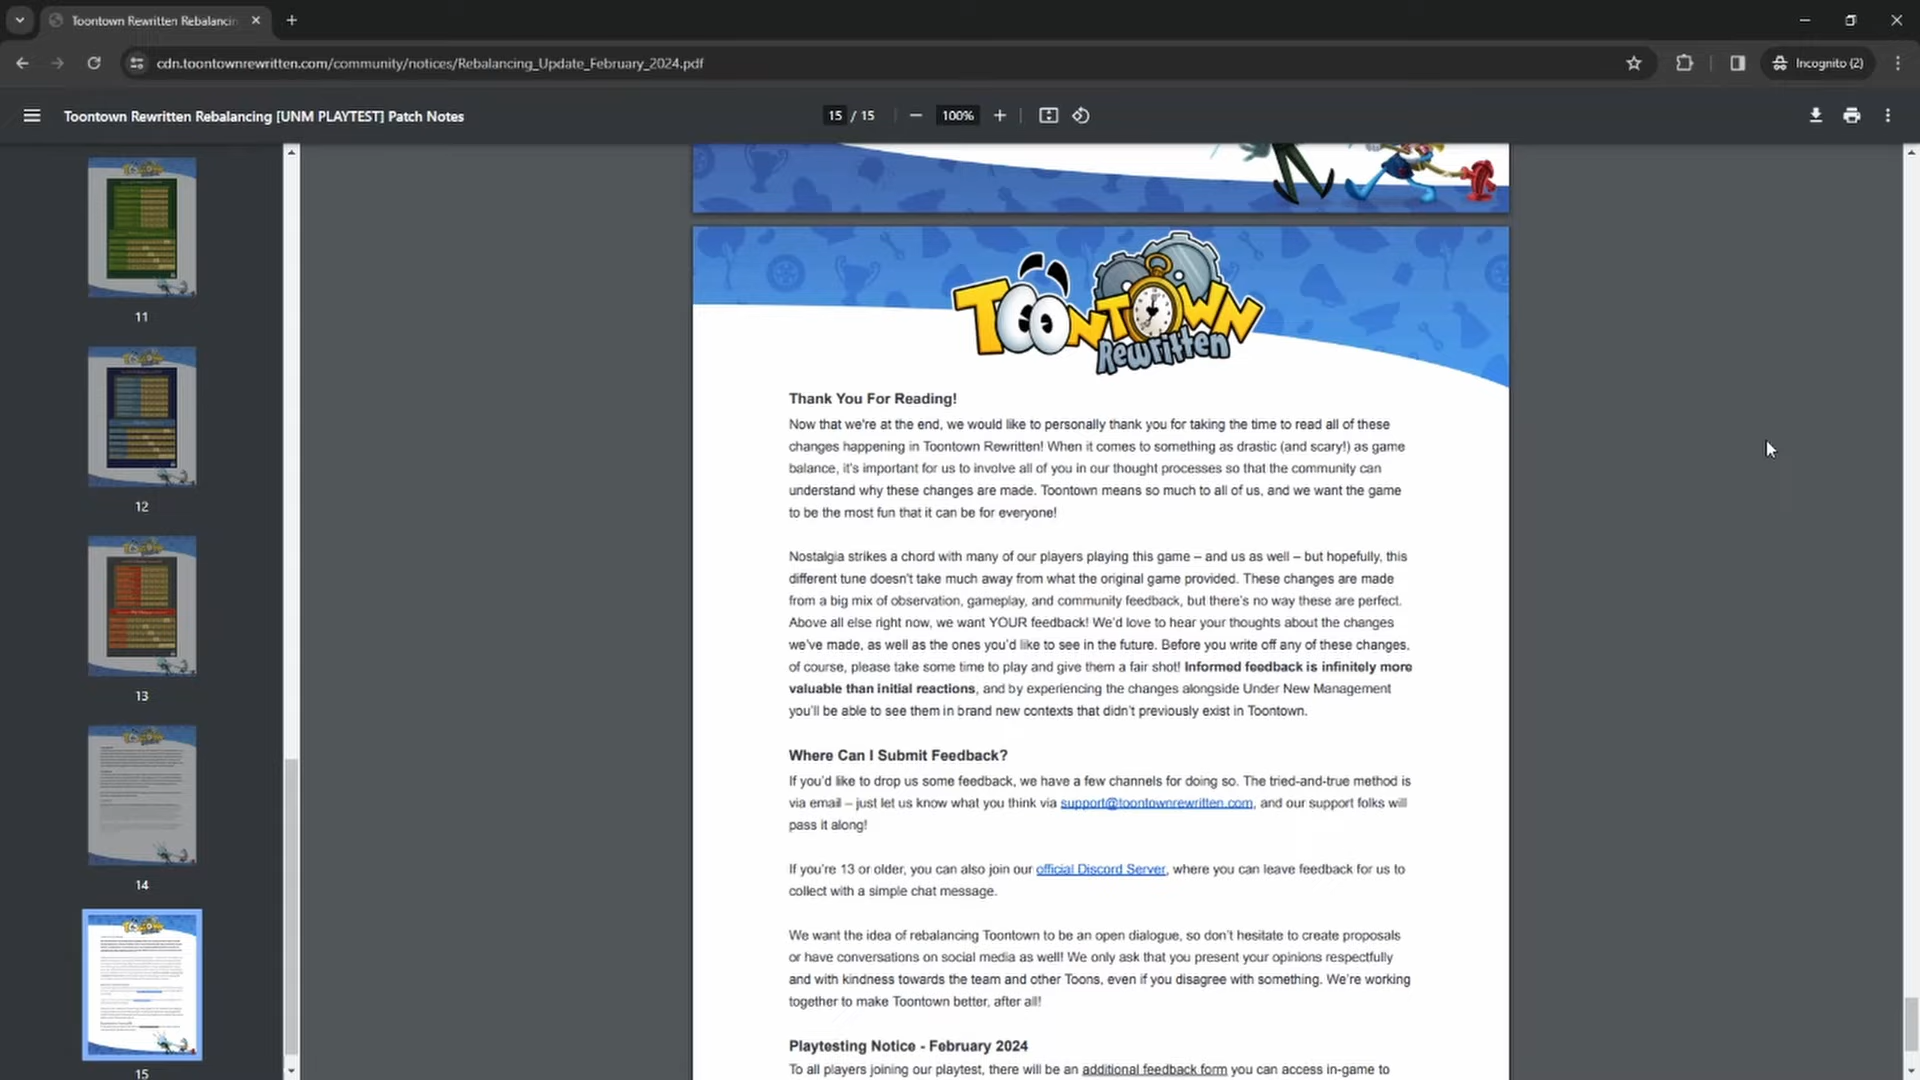 Toontown Rewritten Rebalancin
cdn.toontownrewritten.com/community/notices/Rebalancing_Update_February_2024.pdf
Incognito (2)
Toontown Rewritten Rebalancing [UNM PLAYTEST] Patch Notes
15 / 15
100%
11
12
13
14
15
TOONTOWN
Rewritten
Thank You For Reading!
Now that we're at the end, we would like to personally thank you for taking the time to read all of these
changes happening in Toontown Rewritten! When it comes to something as drastic (and scary!) as game
balance, it's important for us to involve all of you in our thought processes so that the community can
understand why these changes are made. Toontown means so much to all of us, and we want the game
to be the most fun that it can be for everyone!
Nostalgia strikes a chord with many of our players playing this game – and us as well – but hopefully, this
different tune doesn't take much away from what the original game provided. These changes are made
from a big mix of observation, gameplay, and community feedback, but there's no way these are perfect.
Above all else right now, we want YOUR feedback! We'd love to hear your thoughts about the changes
we've made, as well as the ones you'd like to see in the future. Before you write off any of these changes,
of course, please take some time to play and give them a fair shot! Informed feedback is infinitely more
valuable than initial reactions, and by experiencing the changes alongside Under New Management
you'll be able to see them in brand new contexts that didn't previously exist in Toontown.
Where Can I Submit Feedback?
If you'd like to drop us some feedback, we have a few channels for doing so. The tried-and-true method is
via email – just let us know what you think via support@toontownrewritten.com, and our support folks will
pass it along!
If you're 13 or older, you can also join our official Discord Server, where you can leave feedback for us to
collect with a simple chat message.
We want the idea of rebalancing Toontown to be an open dialogue, so don't hesitate to create proposals
or have conversations on social media as well! We only ask that you present your opinions respectfully
and with kindness towards the team and other Toons, even if you disagree with something. We're working
together to make Toontown better, after all!
Playtesting Notice - February 2024
To all players joining our playtest, there will be an additional feedback form you can access in-game to